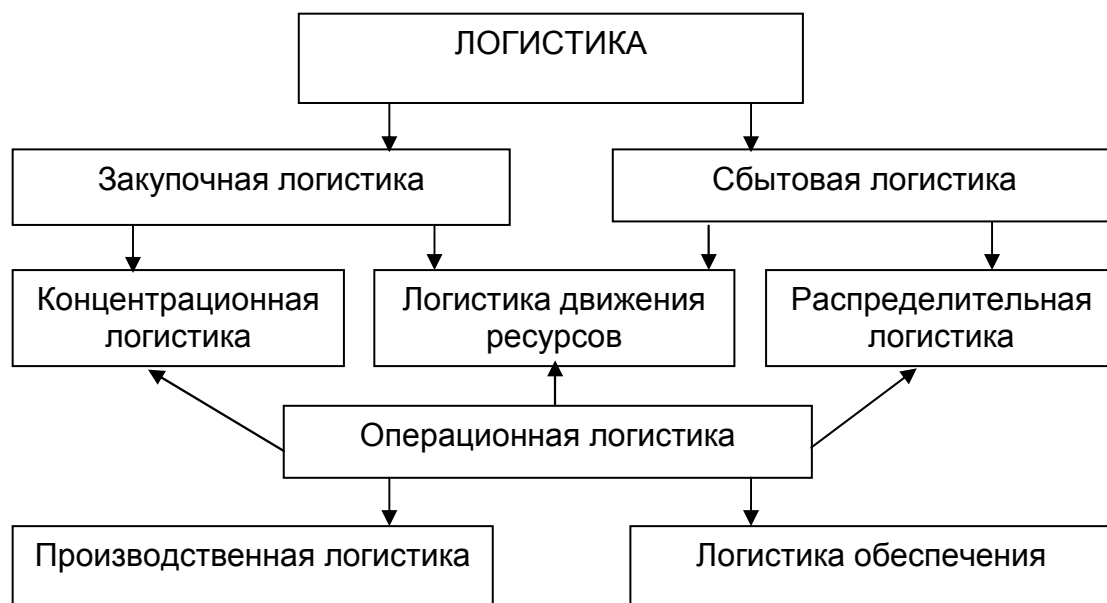 ЛОГИСТИКА
Закупочная логистика
Сбытовая логистика
Концентрационная
логистика
Логистика движения
ресурсов
Распределительная
логистика
Операционная логистика
Производственная логистика
Логистика обеспечения